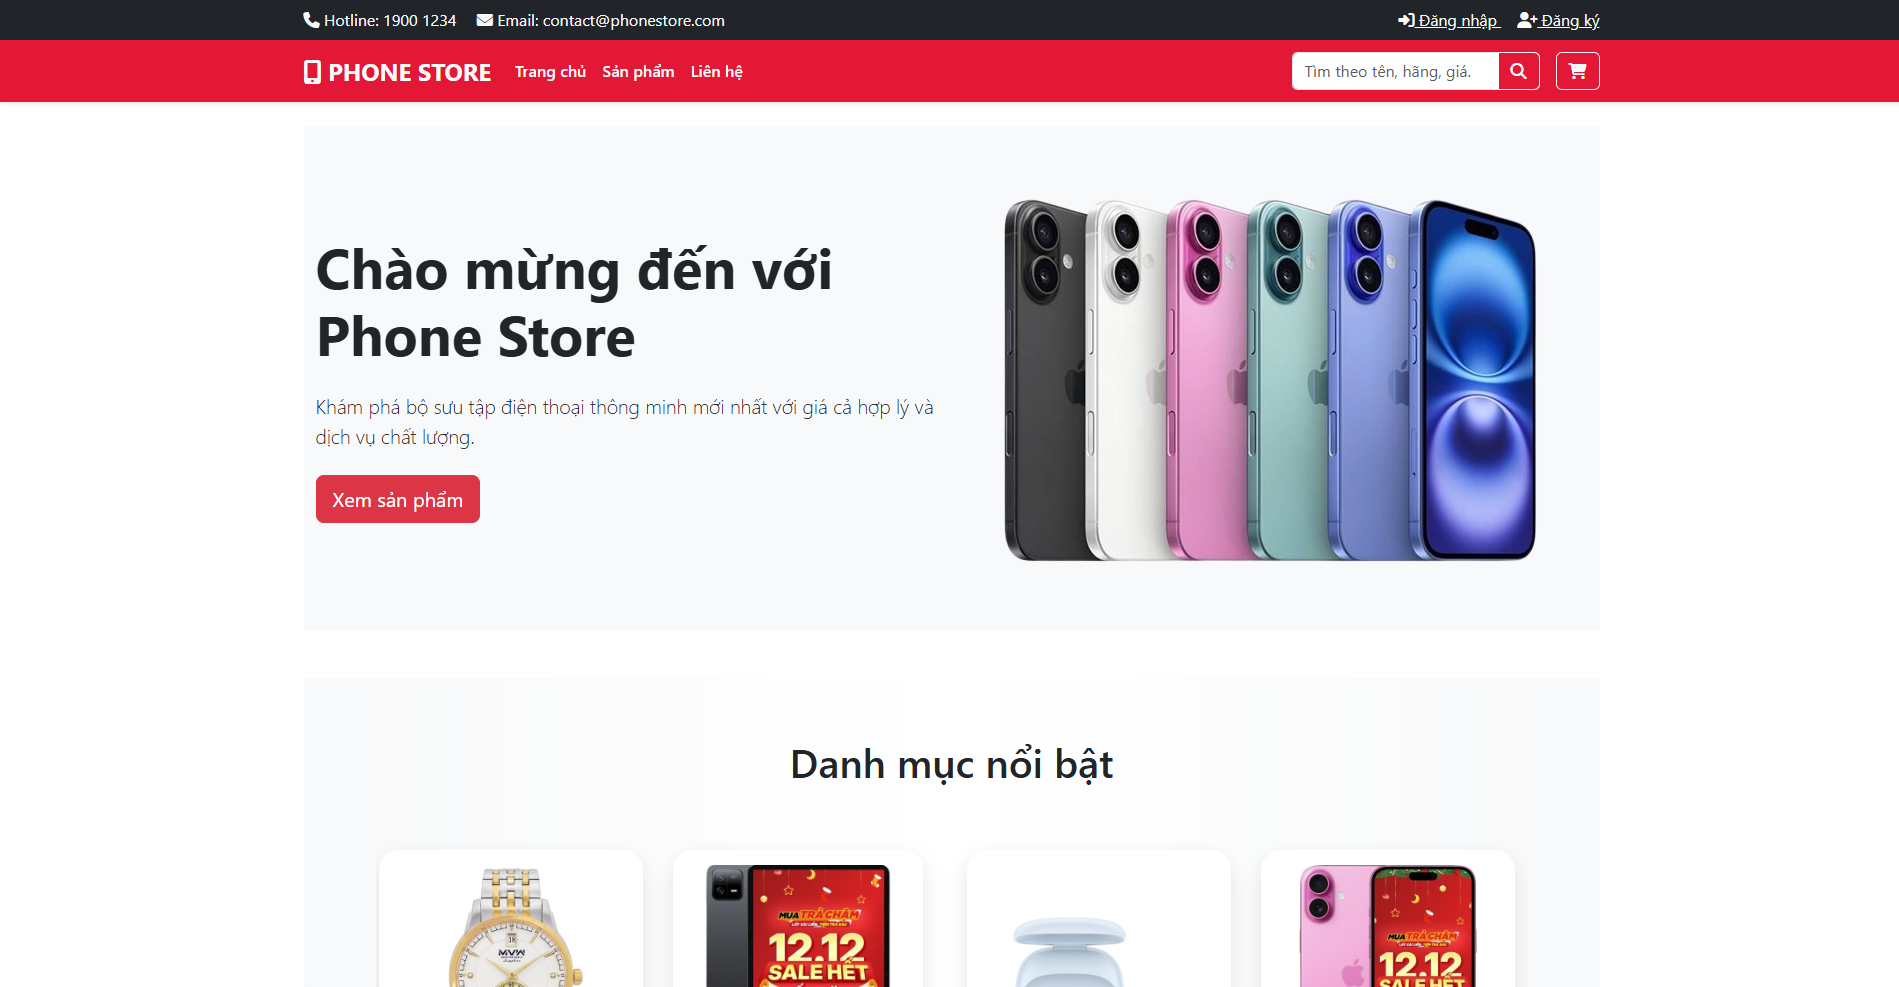 Hotline: 1900 1234 Email: contact@phonestore.com Đăng nhập Đăng ký
PHONE STORE Trang chủ Sản phẩm Liên hệ Tìm theo tên, hãng, giá.
Chào mừng đến với
Phone Store
Khám phá bộ sưu tập điện thoại thông minh mới nhất với giá cả hợp lý và
dịch vụ chất lượng.
Xem sản phẩm
Danh mục nổi bật
18
MVW
MUA TRẢ CHẬM
12.12
SALE HẾT
MUA TRẢ CHẬM
12.12
SALE HẾT